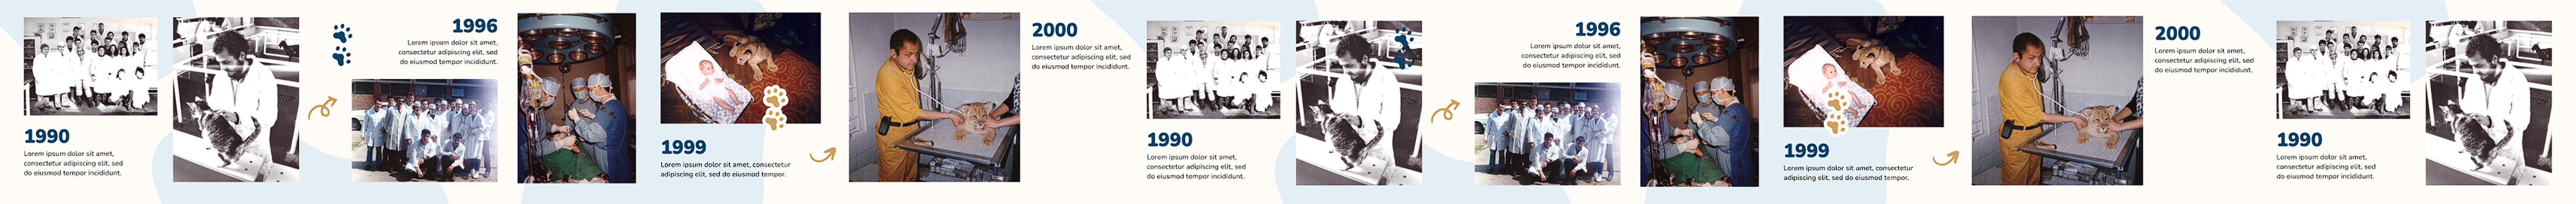 1990
Lorem ipsum dolor sit amet,
consectetur adipiscing elit, sed
do eiusmod tempor incididunt.
1996
Lorem ipsum dolor sit amet,
consectetur adipiscing elit, sed
do eiusmod tempor incididunt.
1999
Lorem ipsum dolor sit amet, consectetur
adipiscing elit, sed do eiusmod tempor.
2000
Lorem ipsum dolor sit amet,
consectetur adipiscing elit, sed
do eiusmod tempor incididunt.
1990
Lorem ipsum dolor sit amet,
consectetur adipiscing elit, sed
do eiusmod tempor incididunt.
1996
Lorem ipsum dolor sit amet,
consectetur adipiscing elit, sed
do eiusmod tempor incididunt.
1999
Lorem ipsum dolor sit amet, consectetur
adipiscing elit, sed do eiusmod tempor.
2000
Lorem ipsum dolor sit amet,
consectetur adipiscing elit, sed
do eiusmod tempor incididunt.
1990
Lorem ipsum dolor sit amet,
consectetur adipiscing elit, sed
do eiusmod tempor incididunt.